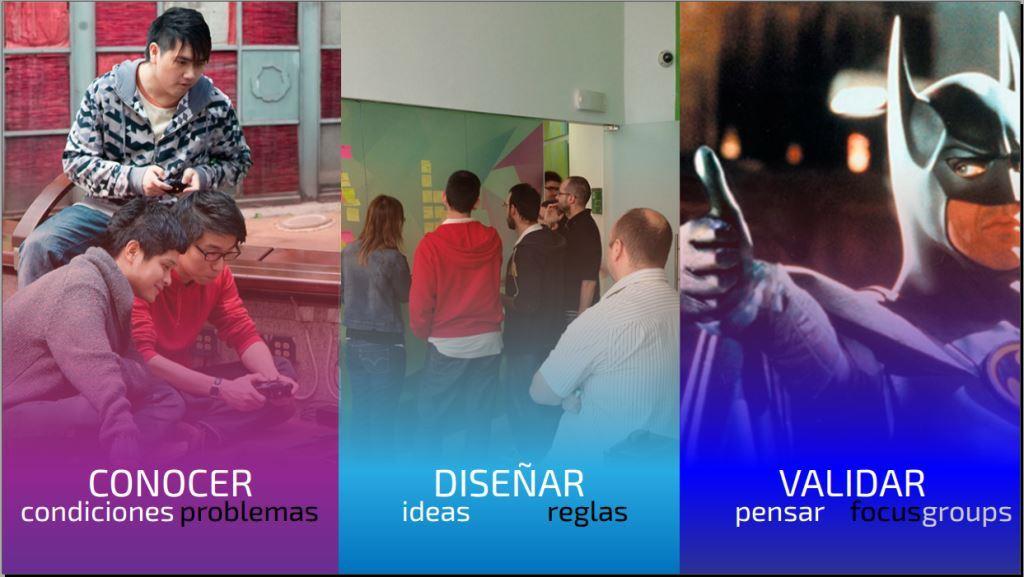 CONOCER
condiciones problemas
DISEÑAR
ideas reglas
VALIDAR
pensar focusgroups